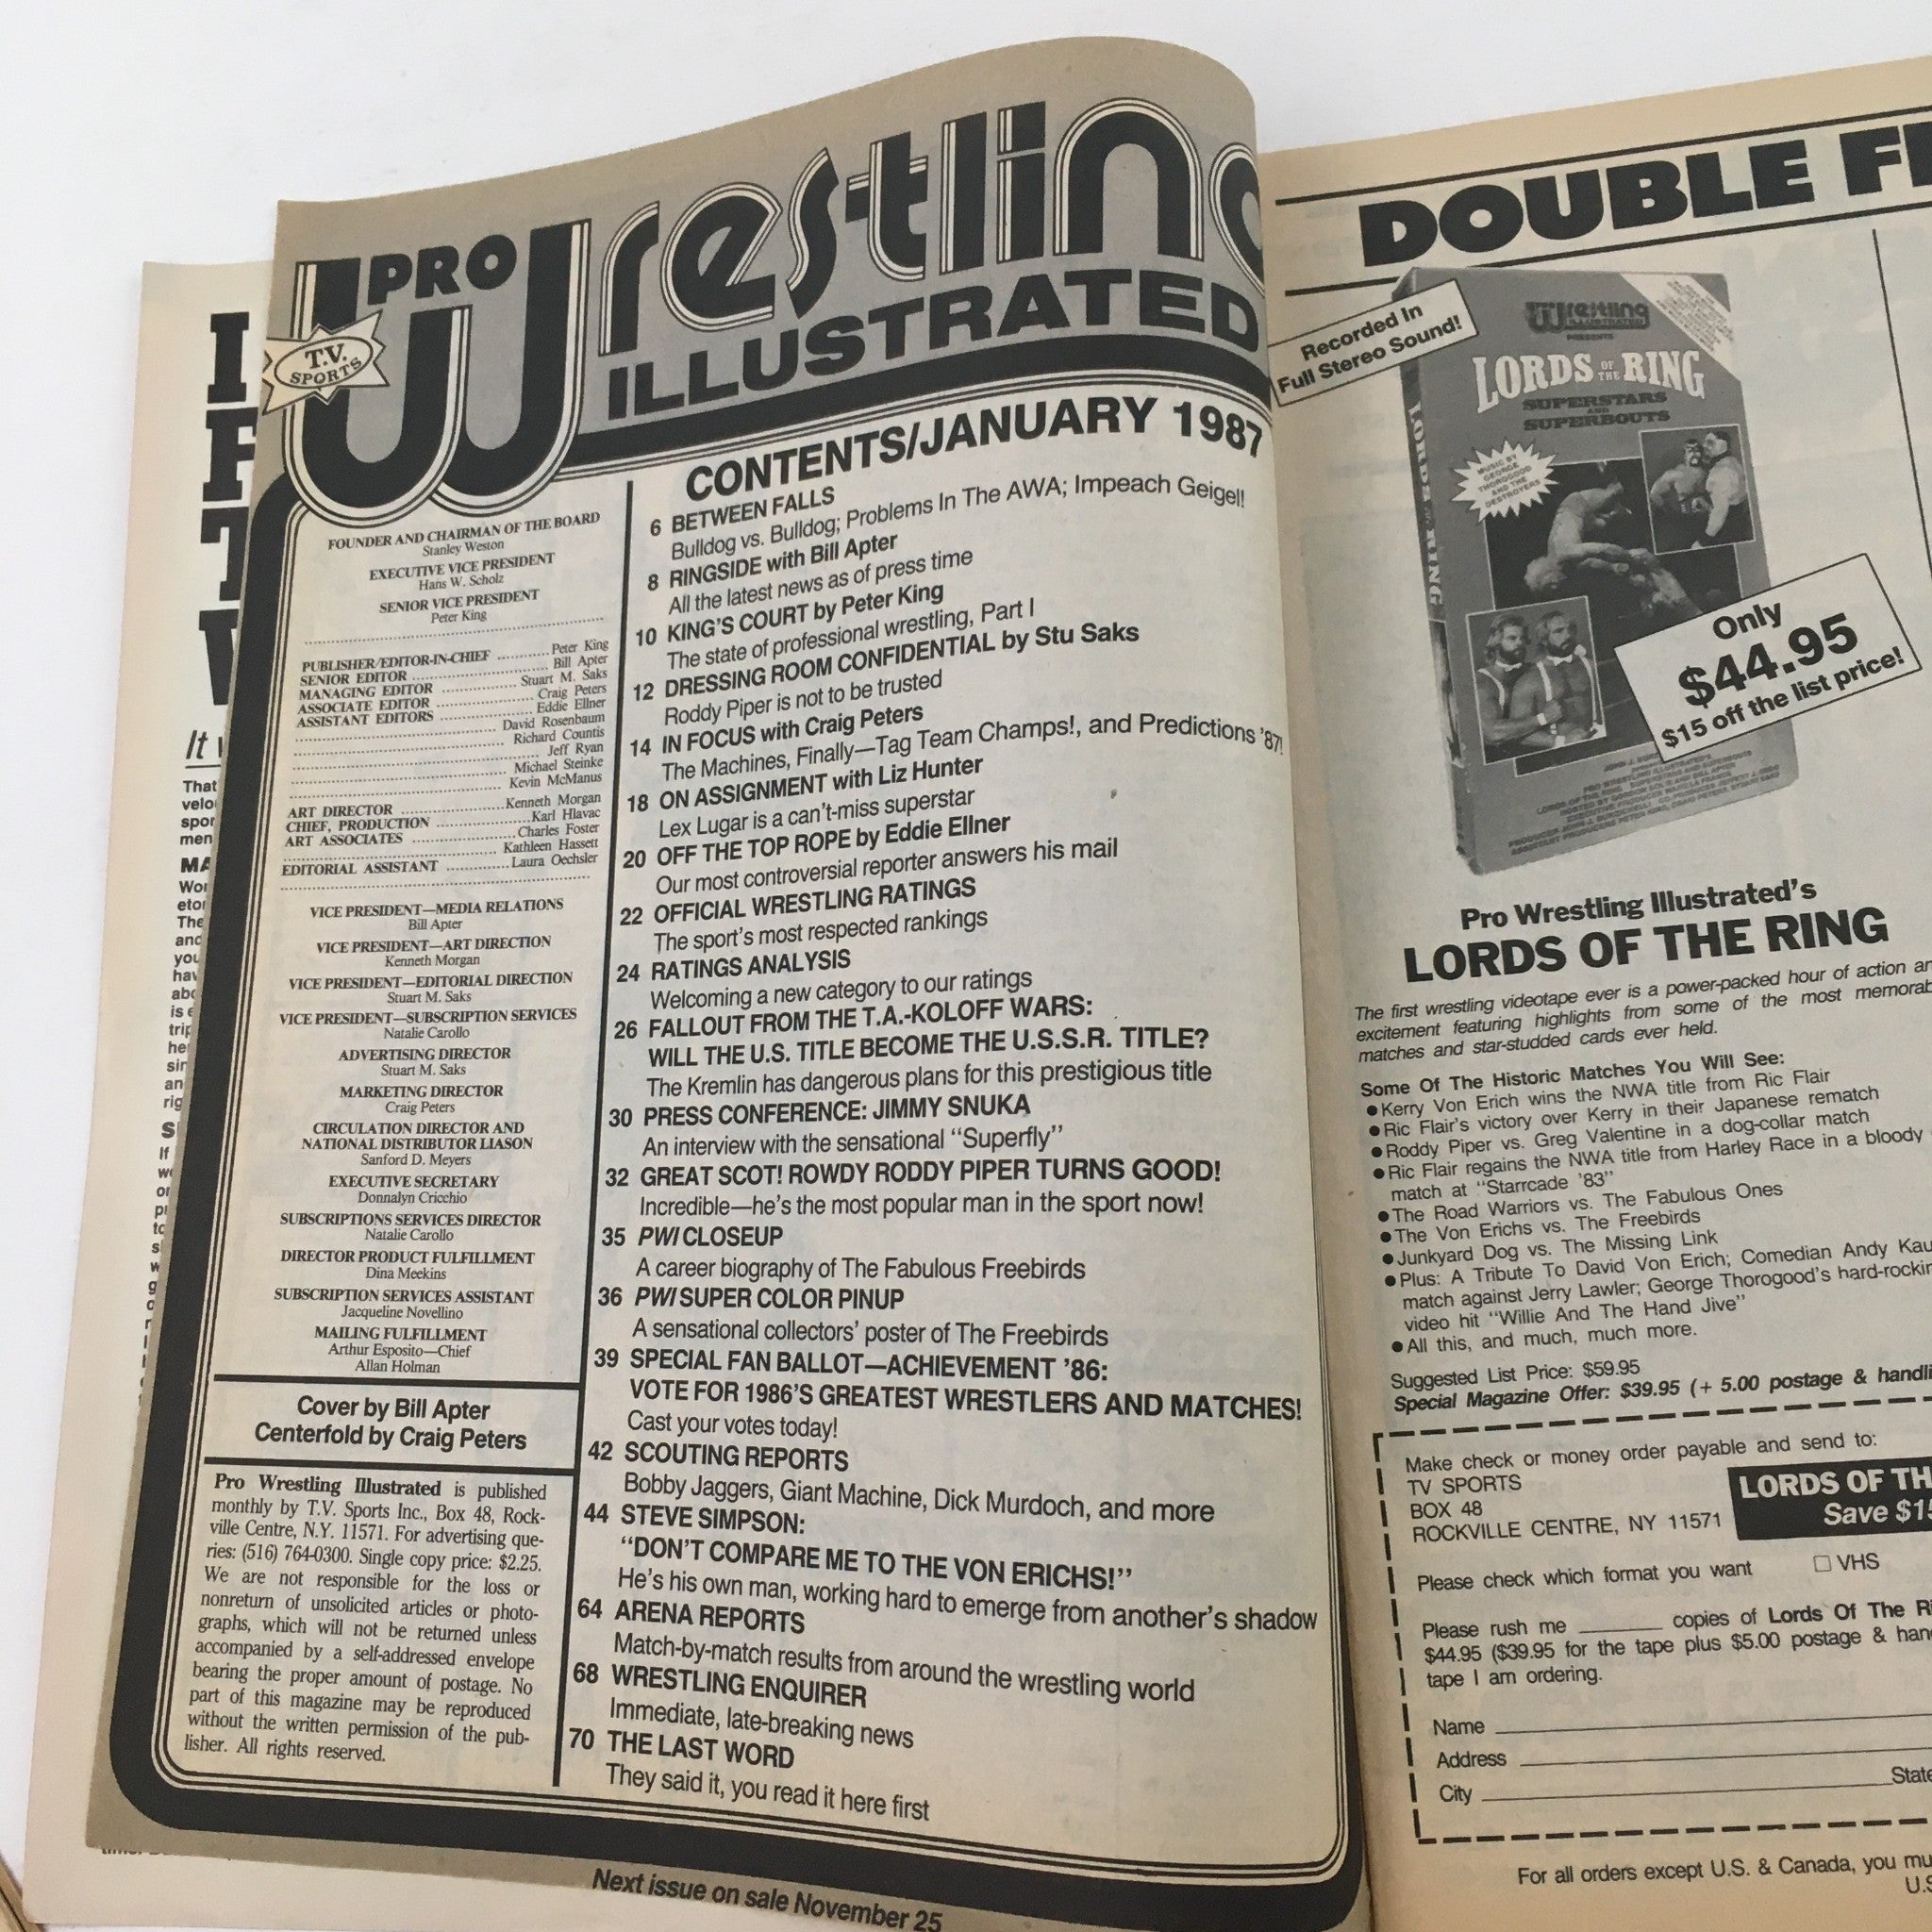 PRO
Wrestling
ILLUSTRATED
T.V.
SPORTS
CONTENTS/JANUARY 1987
FOUNDER AND CHAIRMAN OF THE BOARD
Stanley Weston
EXECUTIVE VICE PRESIDENT
Hans W. Scholz
SENIOR VICE PRESIDENT
Peter King
PUBLISHER/EDITOR-IN-CHIEF ........... Peter King
SENIOR EDITOR ........... Bill Apter
MANAGING EDITOR ........... Stuart M. Saks
ASSOCIATE EDITOR ........... Craig Peters
ASSISTANT EDITORS ........... Eddie Ellner
David Rosenbaum
Richard Countis
Jeff Ryan
Michael Steinke
Kevin McManus
ART DIRECTOR ........... Kenneth Morgan
CHIEF, PRODUCTION ........... Karl Hlavac
ART ASSOCIATES ........... Charles Foster
Kathleen Hassett
EDITORIAL ASSISTANT ........... Laura Oechsler
VICE PRESIDENT—MEDIA RELATIONS
Bill Apter
VICE PRESIDENT—ART DIRECTION
Kenneth Morgan
VICE PRESIDENT—EDITORIAL DIRECTION
Stuart M. Saks
VICE PRESIDENT—SUBSCRIPTION SERVICES
Natalie Carollo
ADVERTISING DIRECTOR
Stuart M. Saks
MARKETING DIRECTOR
Craig Peters
CIRCULATION DIRECTOR AND
NATIONAL DISTRIBUTOR LIASON
Sanford D. Meyers
EXECUTIVE SECRETARY
Donnalyn Cricchio
SUBSCRIPTIONS SERVICES DIRECTOR
Natalie Carollo
DIRECTOR PRODUCT FULFILLMENT
Dina Meekins
SUBSCRIPTION SERVICES ASSISTANT
Jacqueline Novellino
MAILING FULFILLMENT
Arthur Esposito—Chief
Allan Holman
Cover by Bill Apter
Centerfold by Craig Peters
Pro Wrestling Illustrated is published
monthly by T.V. Sports Inc., Box 48, Rock-
ville Centre, N.Y. 11571. For advertising que-
ries: (516) 764-0300. Single copy price: $2.25.
We are not responsible for the loss or
nonreturn of unsolicited articles or photo-
graphs, which will not be returned unless
accompanied by a self-addressed envelope
bearing the proper amount of postage. No
part of this magazine may be reproduced
without the written permission of the pub-
lisher. All rights reserved.
6 BETWEEN FALLS
Bulldog vs. Bulldog; Problems In The AWA; Impeach Geigel!
8 RINGSIDE with Bill Apter
All the latest news as of press time
10 KING'S COURT by Peter King
The state of professional wrestling, Part I
12 DRESSING ROOM CONFIDENTIAL by Stu Saks
Roddy Piper is not to be trusted
14 IN FOCUS with Craig Peters
The Machines, Finally—Tag Team Champs!, and Predictions '87!
18 ON ASSIGNMENT with Liz Hunter
Lex Lugar is a can't-miss superstar
20 OFF THE TOP ROPE by Eddie Ellner
Our most controversial reporter answers his mail
22 OFFICIAL WRESTLING RATINGS
The sport's most respected rankings
24 RATINGS ANALYSIS
Welcoming a new category to our ratings
26 FALLOUT FROM THE T.A.-KOLOFF WARS:
WILL THE U.S. TITLE BECOME THE U.S.S.R. TITLE?
The Kremlin has dangerous plans for this prestigious title
30 PRESS CONFERENCE: JIMMY SNUKA
An interview with the sensational "Superfly"
32 GREAT SCOT! ROWDY RODDY PIPER TURNS GOOD!
Incredible—he's the most popular man in the sport now!
35 PWI CLOSEUP
A career biography of The Fabulous Freebirds
36 PWI SUPER COLOR PINUP
A sensational collectors' poster of The Freebirds
39 SPECIAL FAN BALLOT—ACHIEVEMENT '86:
VOTE FOR 1986'S GREATEST WRESTLERS AND MATCHES!
Cast your votes today!
42 SCOUTING REPORTS
Bobby Jaggers, Giant Machine, Dick Murdoch, and more
44 STEVE SIMPSON:
"DON'T COMPARE ME TO THE VON ERICHS!"
He's his own man, working hard to emerge from another's shadow
64 ARENA REPORTS
Match-by-match results from around the wrestling world
68 WRESTLING ENQUIRER
Immediate, late-breaking news
70 THE LAST WORD
They said it, you read it here first
Next issue on sale November 25
DOUBLE
Recorded In
Full Stereo Sound!
Wrestling
ILLUSTRATED
PRESENTS
LORDS OF THE RING
SUPERSTARS
AND
SUPERBOUTS
MUSIC BY
GEORGE
THOROGOOD
AND THE
DESTROYERS
LORDS OF THE RING
Only
$44.95
$15 off the list price!
Pro Wrestling Illustrated's
LORDS OF THE RING
The first wrestling videotape ever is a power-packed hour of action
excitement featuring highlights from some of the most
matches and star-studded cards ever held.
Some Of The Historic Matches You Will See:
●Kerry Von Erich wins the NWA title from Ric Flair
●Ric Flair's victory over Kerry in their Japanese rematch
●Roddy Piper vs. Greg Valentine in a dog-collar match
●Ric Flair regains the NWA title from Harley Race in a bloody
match at "Starrcade '83"
●The Road Warriors vs. The Fabulous Ones
●The Von Erichs vs. The Freebirds
●Junkyard Dog vs. The Missing Link
●Plus: A Tribute To David Von Erich; Comedian Andy
match against Jerry Lawler; George Thorogood's
video hit "Willie And The Hand Jive"
●All this, and much, much more.
Suggested List Price: $59.95
Special Magazine Offer: $39.95 (+ 5.00 postage &
Make check or money order payable and send to:
TV SPORTS
BOX 48
ROCKVILLE CENTRE, NY 11571
LORDS OF
Save
Please check which format you want □ VHS
Please rush me ______ copies of Lords Of The
$44.95 ($39.95 for the tape plus $5.00 postage &
tape I am ordering.
Name
Address
City
State
For all orders except U.S. & Canada, you